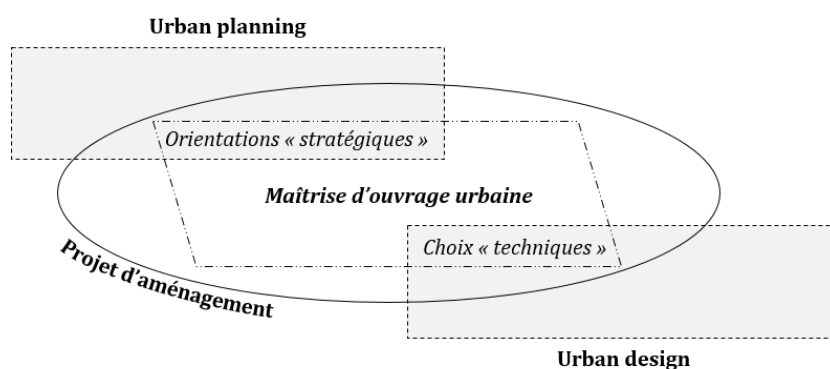 Urban planning
Orientations « stratégiques »
Maîtrise d’ouvrage urbaine
Choix « techniques »
Projet d’aménagement
Urban design